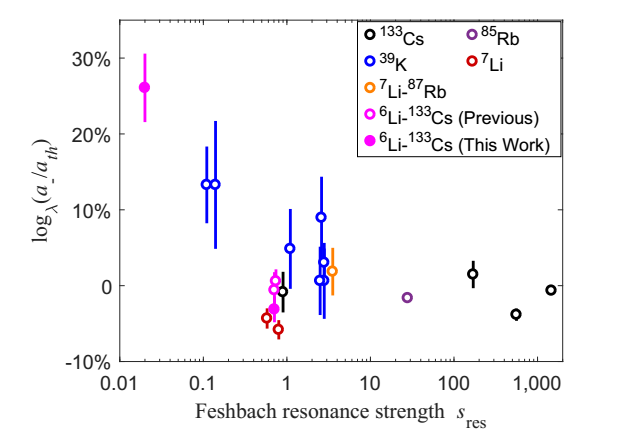 log_λ(a_-/a_th)
30%
20%
10%
0
-10%
0.01 0.1 1 10 100 1,000
Feshbach resonance strength s_res
¹³³Cs ⁸⁵Rb
³⁹K ⁷Li
⁷Li-⁸⁷Rb
⁶Li-¹³³Cs (Previous)
⁶Li-¹³³Cs (This Work)